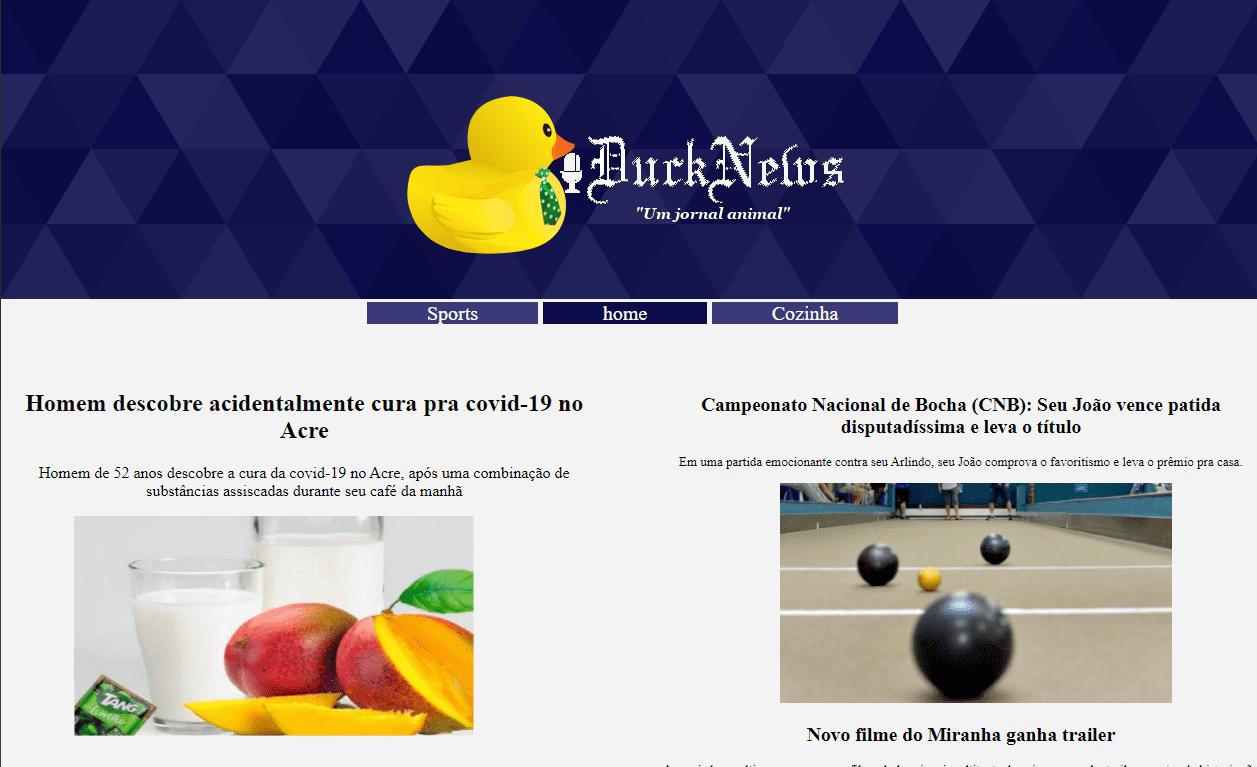 DuckNews
"Um jornal animal"
Sports
home
Cozinha
Homem descobre acidentalmente cura pra covid-19 no
Acre
Homem de 52 anos descobre a cura da covid-19 no Acre, após uma combinação de
substâncias assiscadas durante seu café da manhã
TANG
Campeonato Nacional de Bocha (CNB): Seu João vence patida
disputadíssima e leva o título
Em uma partida emocionante contra seu Arlindo, seu João comprova o favoritismo e leva o prêmio pra casa.
Novo filme do Miranha ganha trailer